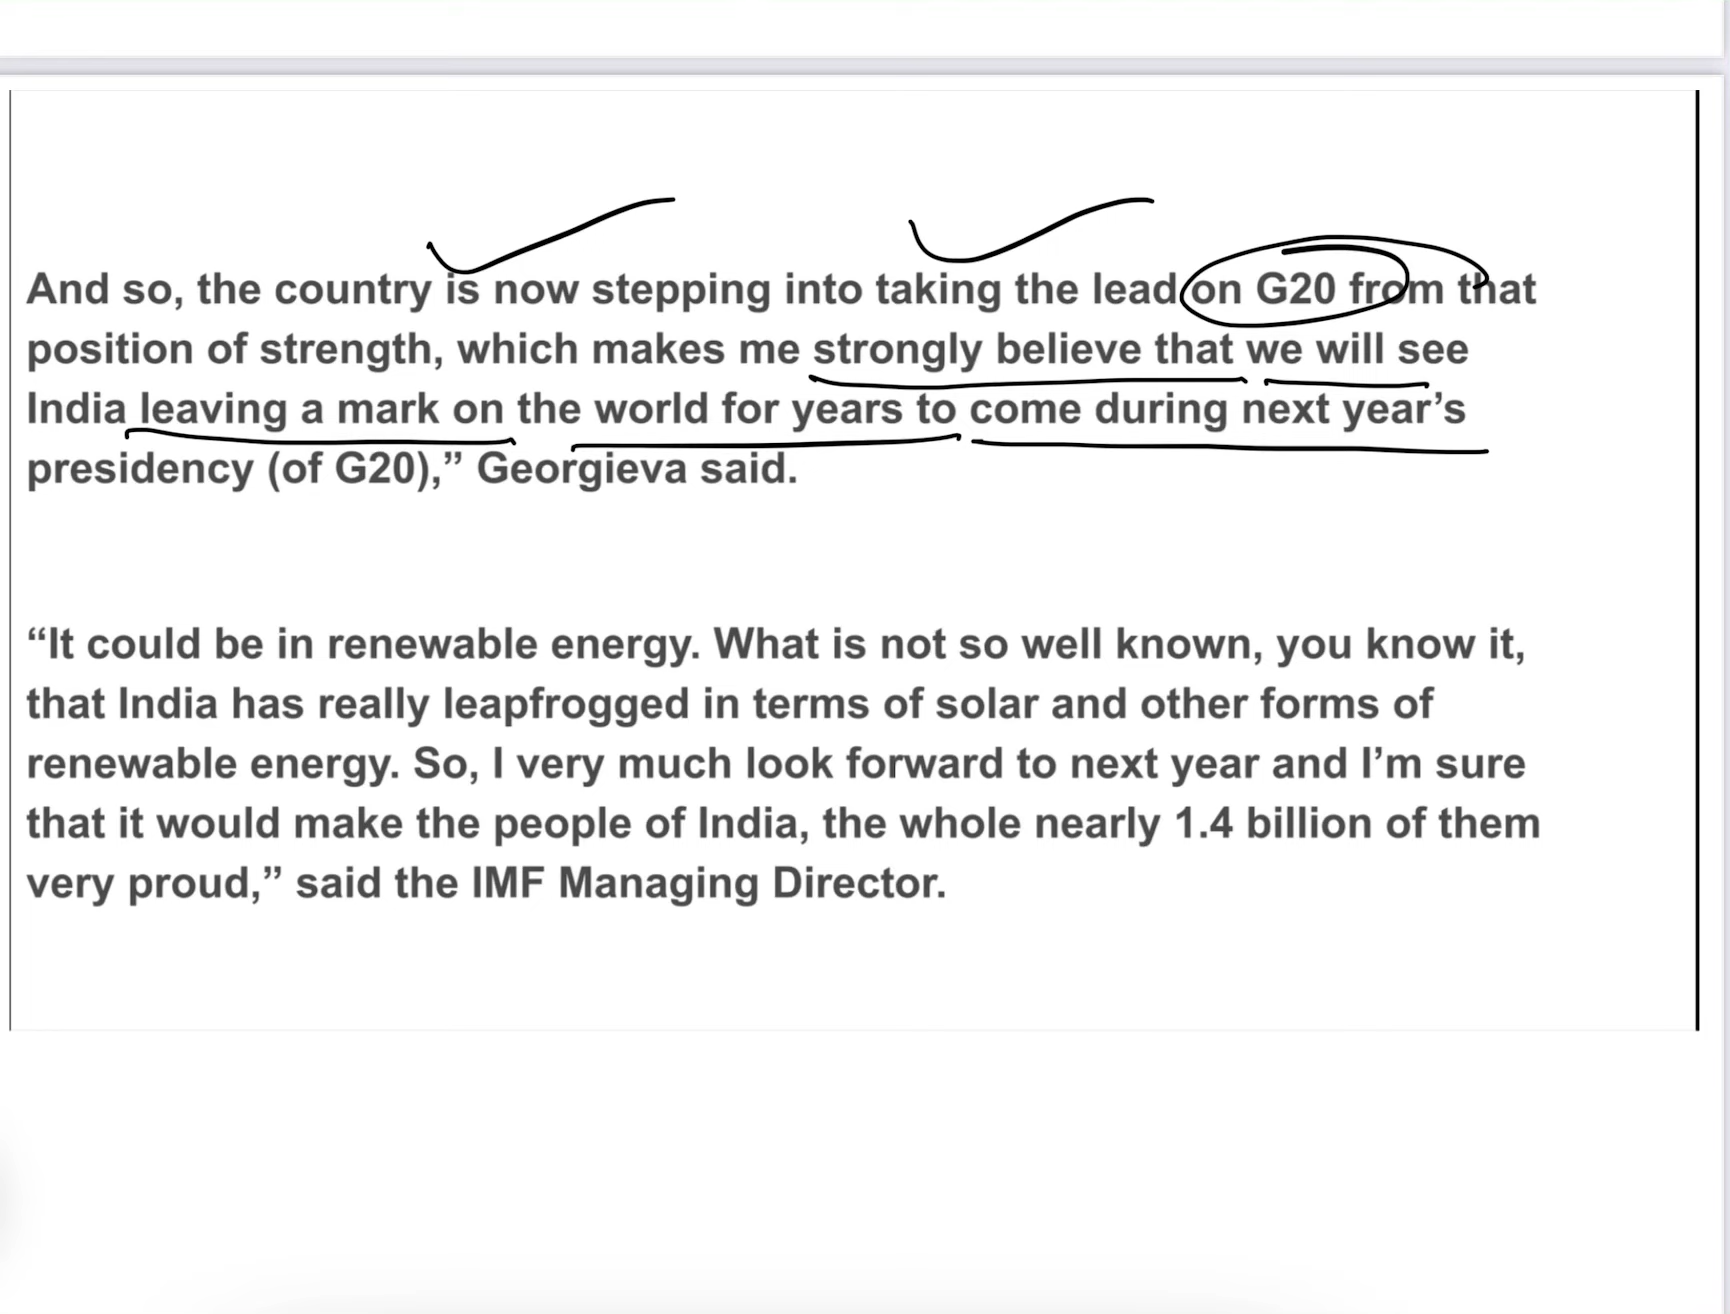 And so, the country is now stepping into taking the lead on G20 from that
position of strength, which makes me strongly believe that we will see
India leaving a mark on the world for years to come during next year’s
presidency (of G20),” Georgieva said.
“It could be in renewable energy. What is not so well known, you know it,
that India has really leapfrogged in terms of solar and other forms of
renewable energy. So, I very much look forward to next year and I’m sure
that it would make the people of India, the whole nearly 1.4 billion of them
very proud,” said the IMF Managing Director.